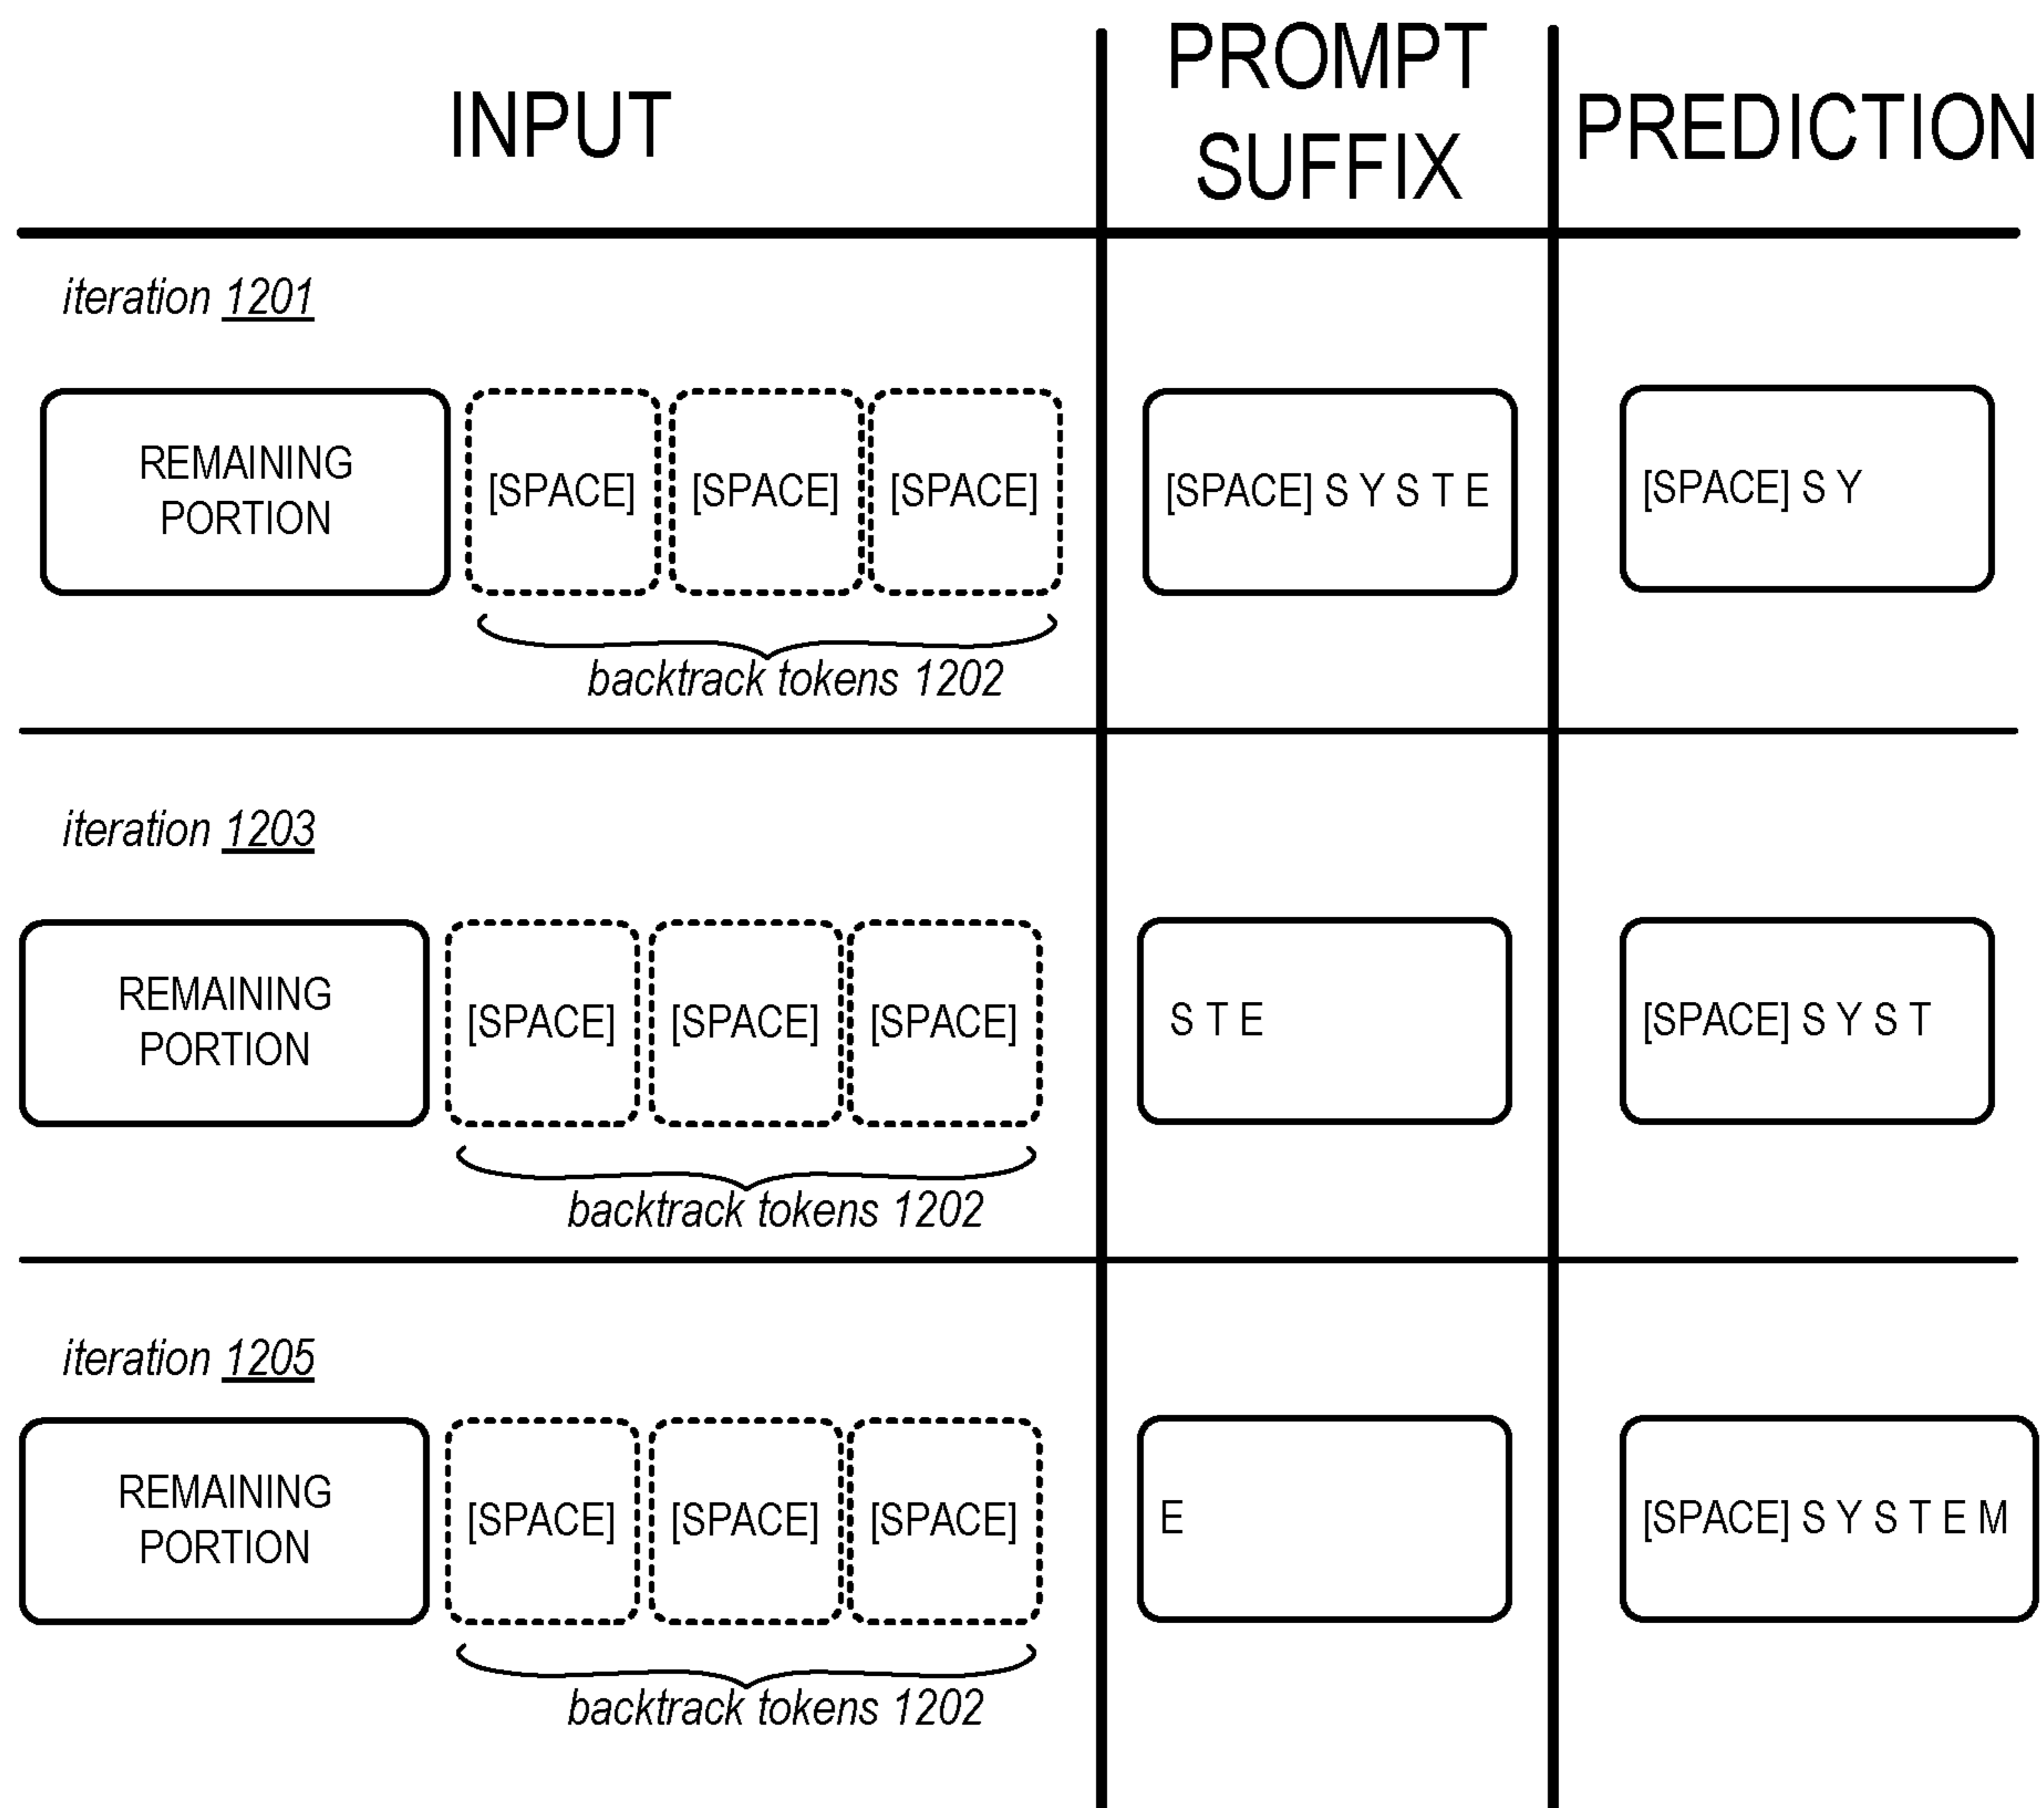 INPUT
PROMPT
SUFFIX
PREDICTION
iteration 1201
REMAINING
PORTION
[SPACE]
[SPACE]
[SPACE]
[SPACE] S Y S T E
[SPACE] S Y
backtrack tokens 1202
iteration 1203
REMAINING
PORTION
[SPACE]
[SPACE]
[SPACE]
S T E
[SPACE] S Y S T
backtrack tokens 1202
iteration 1205
REMAINING
PORTION
[SPACE]
[SPACE]
[SPACE]
E
[SPACE] S Y S T E M
backtrack tokens 1202